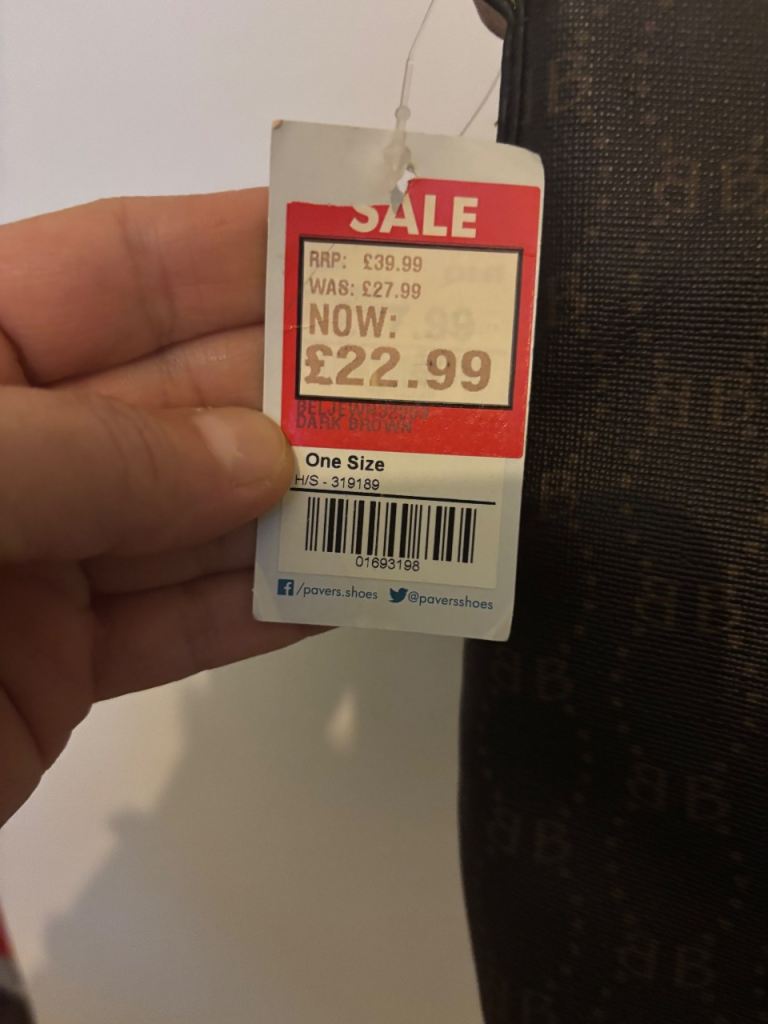 SALE
RRP: £39.99
WAS: £27.99
NOW:
£22.99
DARK BROWN
One Size
H/S - 319189
01693198
/pavers.shoes @paversshoes